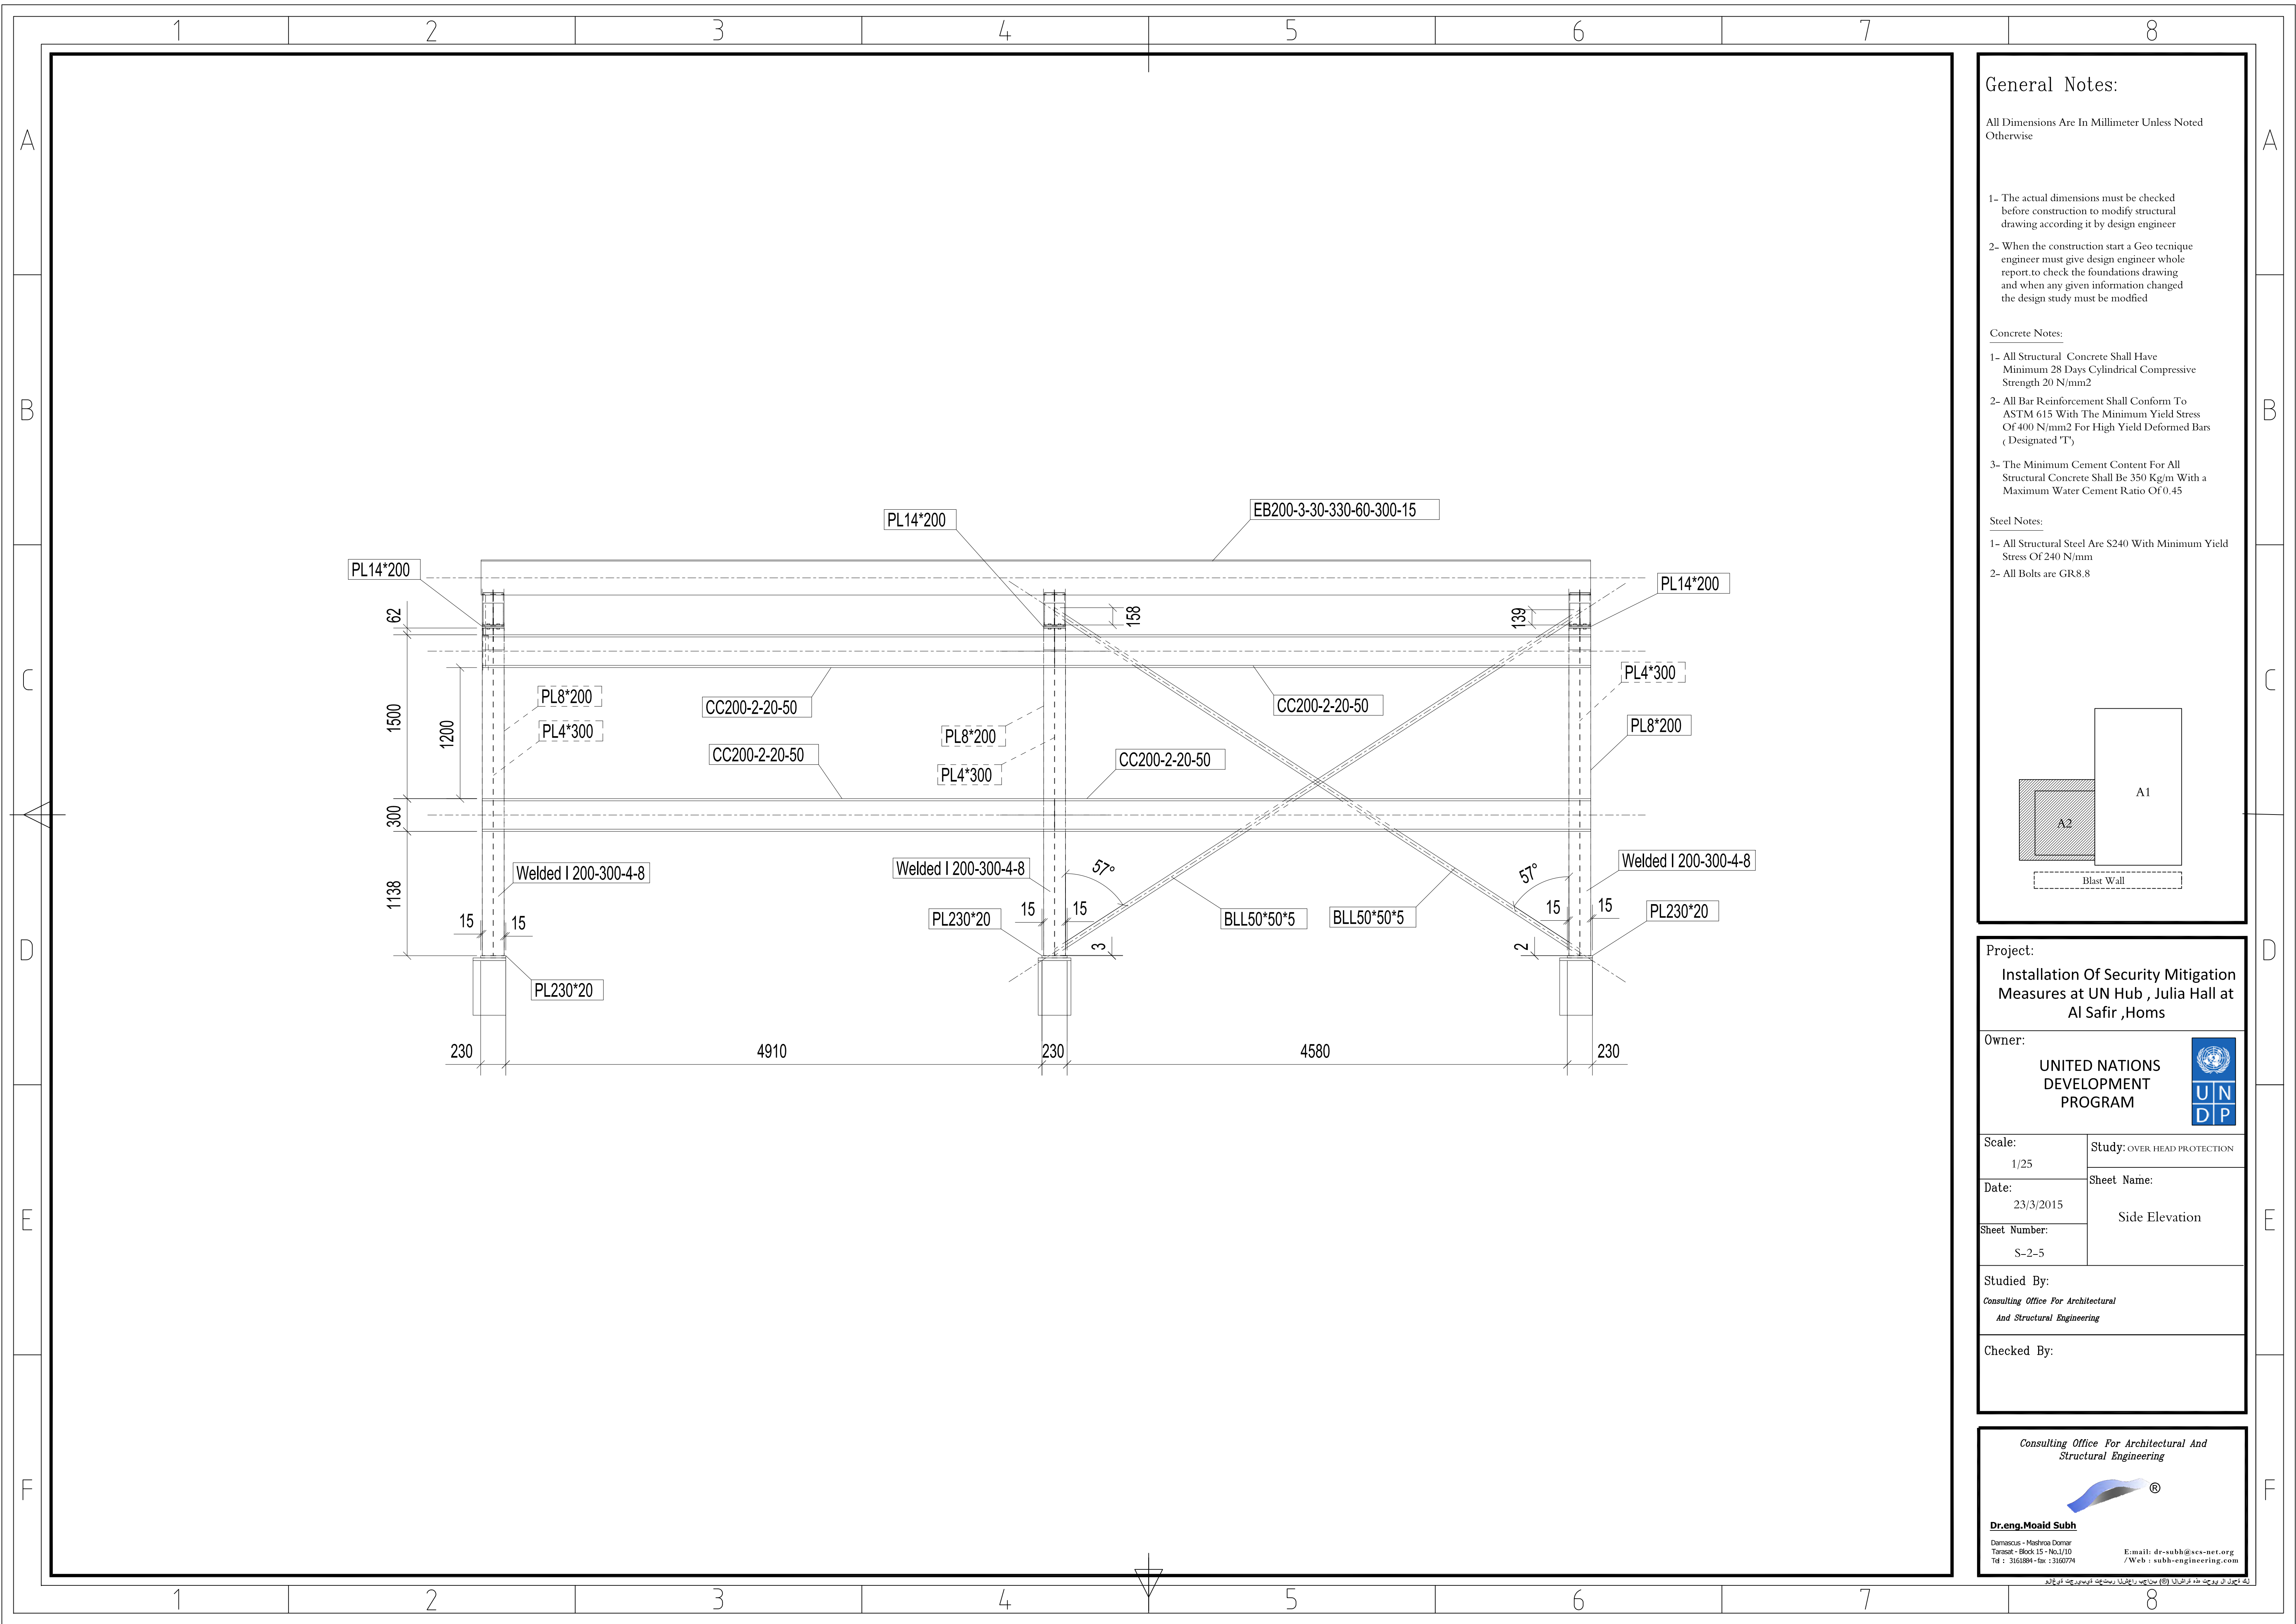 1 2 3 4 5 6 7 8
A A
B B
C C
D D
E E
F F
EB200-3-30-330-60-300-15
PL14*200
PL14*200
PL14*200
62
158
139
PL4*300
PL8*200
CC200-2-20-50
CC200-2-20-50
1500
1200
PL4*300
PL8*200
PL8*200
CC200-2-20-50
CC200-2-20-50
PL4*300
300
Welded I 200-300-4-8
Welded I 200-300-4-8
Welded I 200-300-4-8
57°
57°
1138
15 15
15 15
15 15
PL230*20
BLL50*50*5
BLL50*50*5
PL230*20
3
2
PL230*20
230 4910 230 4580 230
General Notes:
All Dimensions Are In Millimeter Unless Noted
Otherwise
1- The actual dimensions must be checked
before construction to modify structural
drawing according it by design engineer
2- When the construction start a Geo tecnique
engineer must give design engineer whole
report.to check the foundations drawing
and when any given information changed
the design study must be modfied
Concrete Notes:
1- All Structural Concrete Shall Have
Minimum 28 Days Cylindrical Compressive
Strength 20 N/mm2
2- All Bar Reinforcement Shall Conform To
ASTM 615 With The Minimum Yield Stress
Of 400 N/mm2 For High Yield Deformed Bars
( Designated 'T')
3- The Minimum Cement Content For All
Structural Concrete Shall Be 350 Kg/m With a
Maximum Water Cement Ratio Of 0.45
Steel Notes:
1- All Structural Steel Are S240 With Minimum Yield
Stress Of 240 N/mm
2- All Bolts are GR8.8
A1
A2
Blast Wall
Project:
Installation Of Security Mitigation
Measures at UN Hub , Julia Hall at
Al Safir ,Homs
Owner:
UNITED NATIONS
DEVELOPMENT
PROGRAM
U N
D P
Scale:
1/25
Study: OVER HEAD PROTECTION
Date:
23/3/2015
Sheet Name:
Side Elevation
Sheet Number:
S-2-5
Studied By:
Consulting Office For Architectural
And Structural Engineering
Checked By:
Consulting Office For Architectural And
Structural Engineering
®
Dr.eng.Moaid Subh
Damascus - Mashroa Domar
Tarasat - Block 15 - No.1/10
Tel : 3161884 - fax : 3160774
E:mail: dr-subh@scs-net.org
/Web : subh-engineering.com
1 2 3 4 5 6 7 8